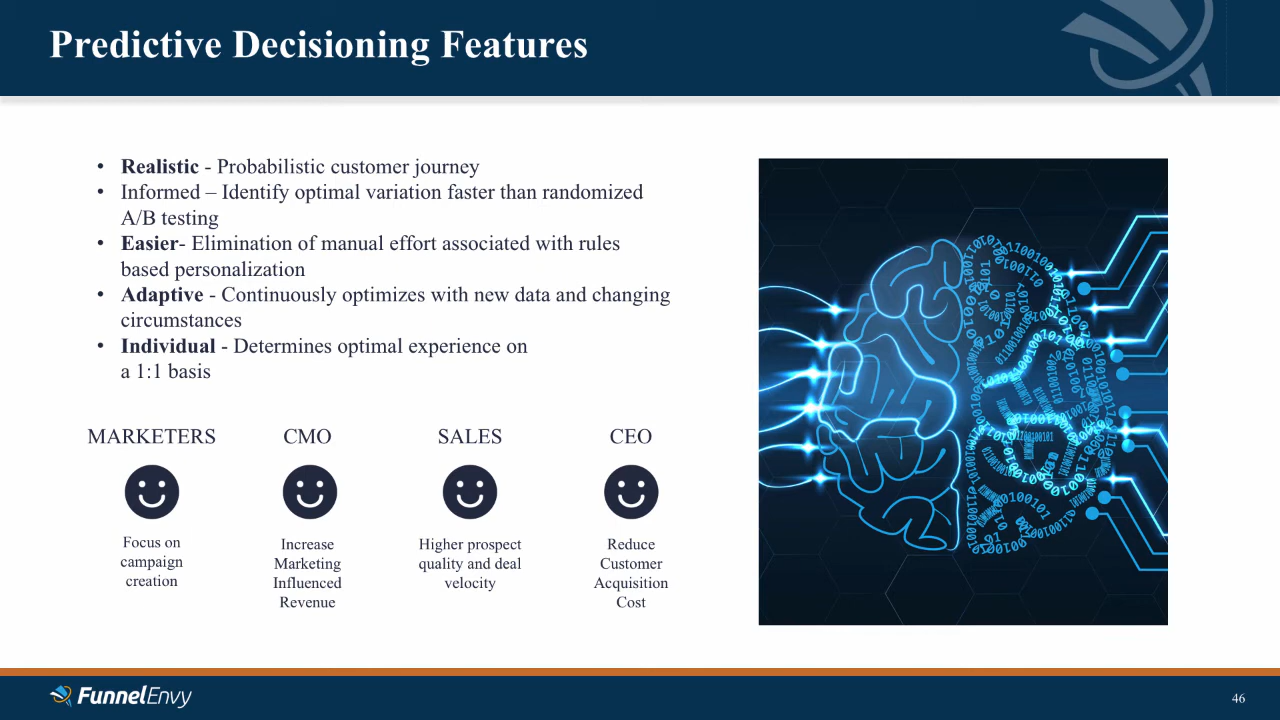 Predictive Decisioning Features
• Realistic - Probabilistic customer journey
• Informed – Identify optimal variation faster than randomized
A/B testing
• Easier- Elimination of manual effort associated with rules
based personalization
• Adaptive - Continuously optimizes with new data and changing
circumstances
• Individual - Determines optimal experience on
a 1:1 basis
MARKETERS
Focus on
campaign
creation
CMO
Increase
Marketing
Influenced
Revenue
SALES
Higher prospect
quality and deal
velocity
CEO
Reduce
Customer
Acquisition
Cost
FunnelEnvy
46